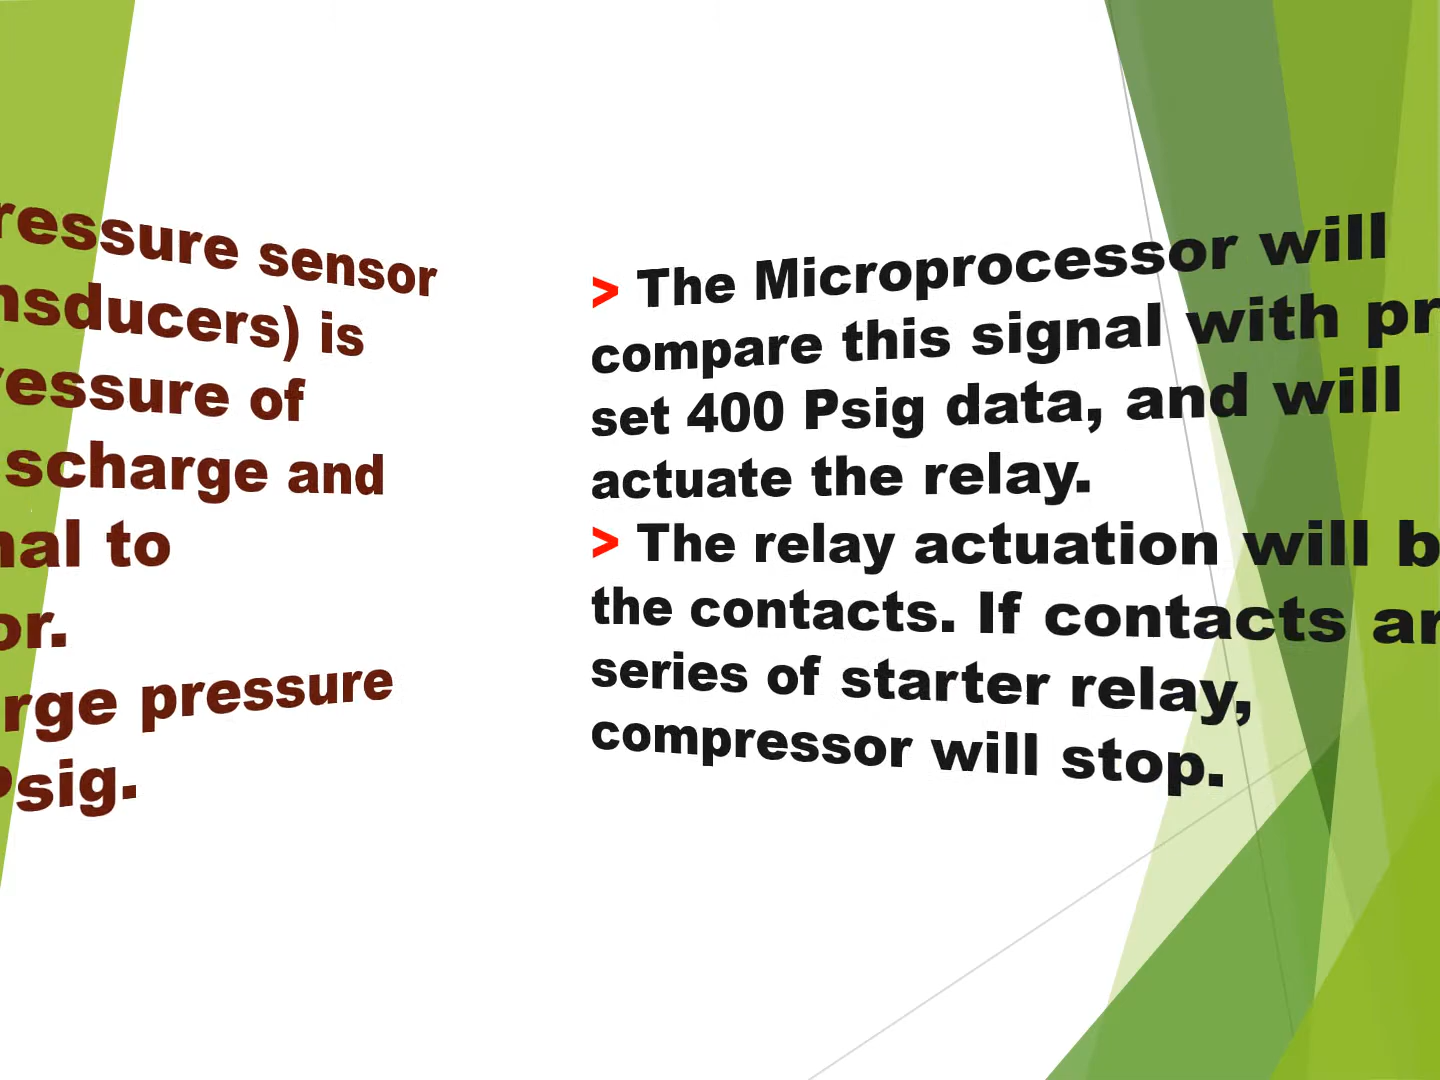 ressure sensor
nsducers) is
ressure of
scharge and
nal to
or.
rge pressure
Psig.
> The Microprocessor will
compare this signal with pr
set 400 Psig data, and will
actuate the relay.
> The relay actuation will b
the contacts. If contacts ar
series of starter relay,
compressor will stop.